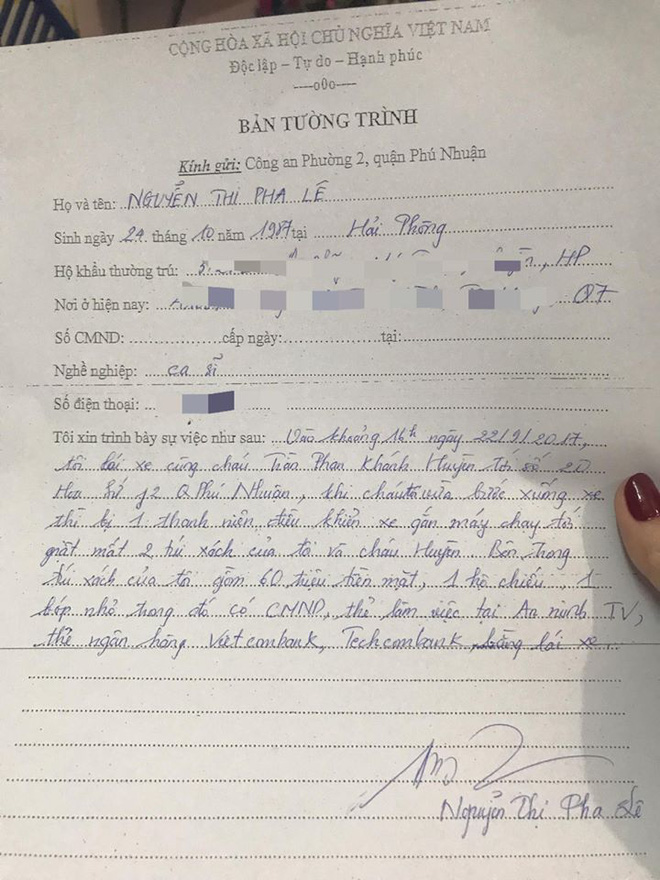 CỘNG HÒA XÃ HỘI CHỦ NGHĨA VIỆT NAM
Độc lập – Tự do – Hạnh phúc
----o0o----
BẢN TƯỜNG TRÌNH
Kính gửi: Công an Phường 2, quận Phú Nhuận
Họ và tên: NGUYỄN THỊ PHA LÊ
Sinh ngày 29 tháng 10 năm 1987 tại Hải Phòng
Hộ khẩu thường trú: , HP
Nơi ở hiện nay: Q7
Số CMND: cấp ngày: tại:
Nghề nghiệp: ca sĩ
Số điện thoại:
Tôi xin trình bày sự việc như sau: Vào khoảng 16h ngày 22/9/2017,
tôi lái xe cùng cháu Trần Phan Khánh Huyền tới số 20
Hoa Sứ f2 Q Phú Nhuận, khi cháu vừa bước xuống xe
thì bị 1 thanh niên điều khiển xe gắn máy chạy tới
giật mất 2 túi xách của tôi và cháu Huyền. Bên trong
túi xách của tôi gồm 60 triệu tiền mặt, 1 hộ chiếu 1
bóp nhỏ trong đó có CMND, thẻ làm việc tại An ninh TV,
thẻ ngân hàng Vietcombank, Techcombank, bằng lái xe
Nguyễn Thị Pha Lê